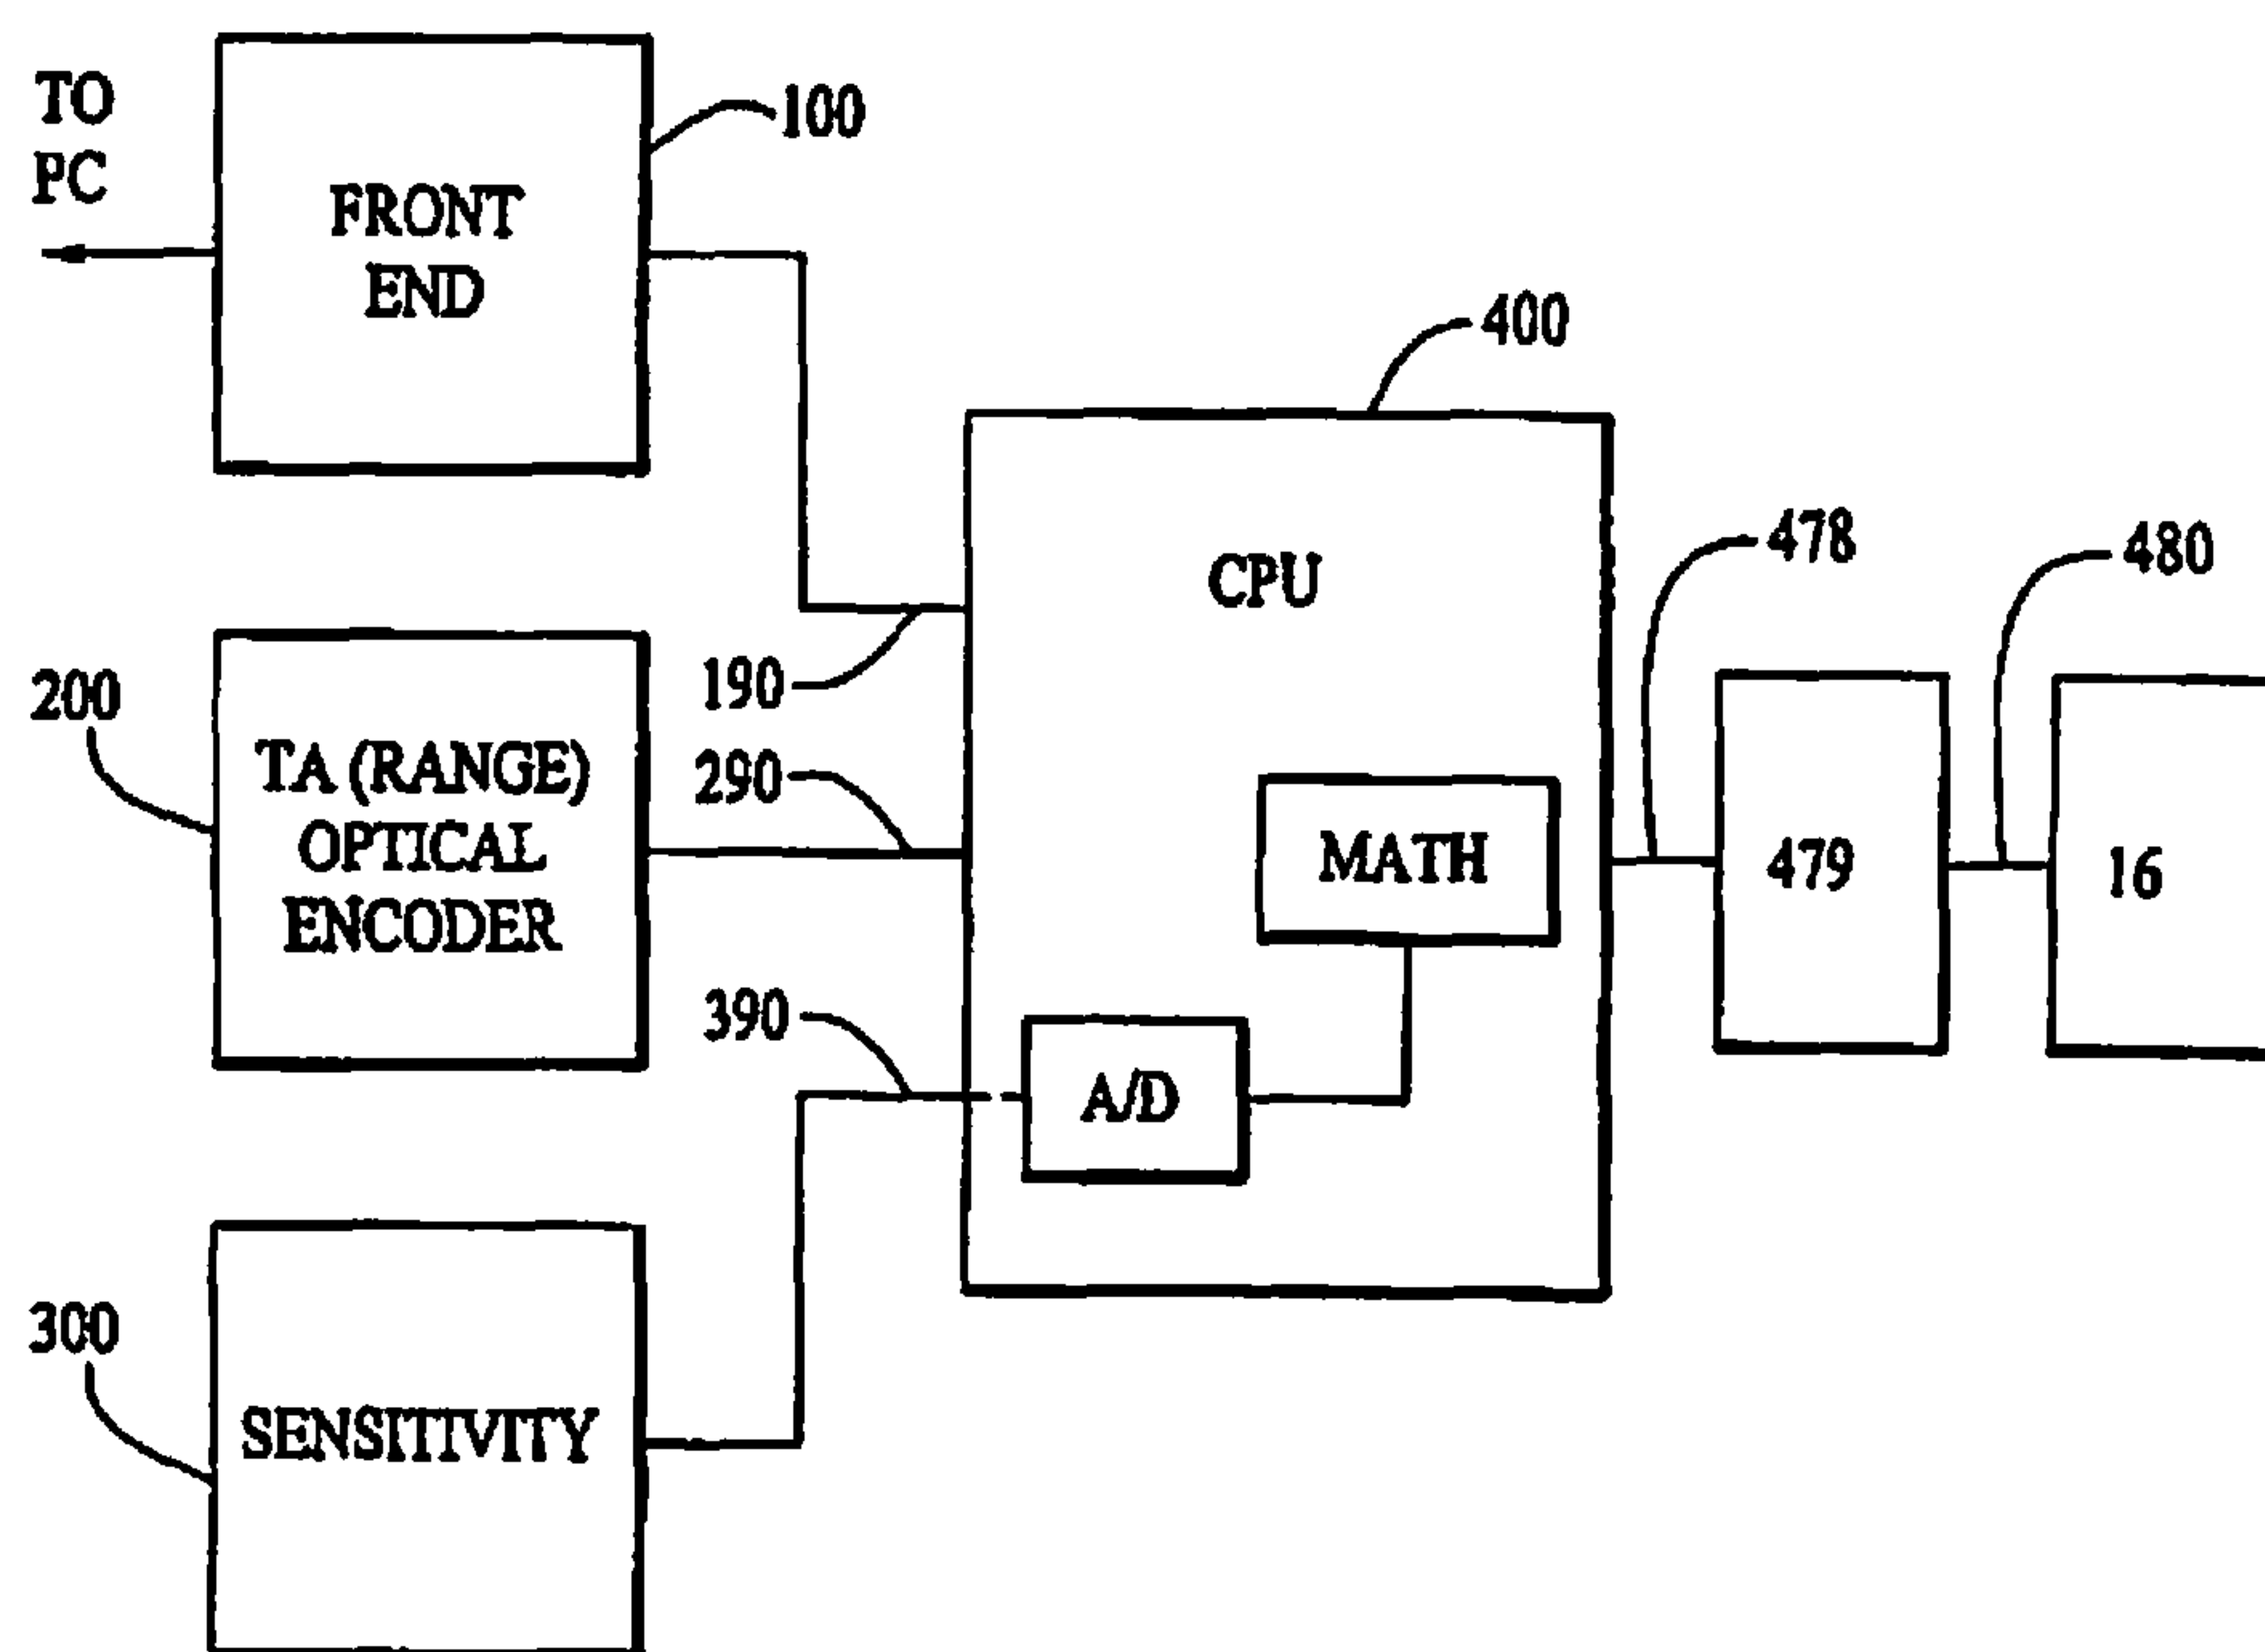 TO
PC
FRONT
END
100
400
CPU
478
480
190
200
TA (RANGE)
OPTICAL
ENCODER
290
MATH
479
16
390
A/D
300
SENSITIVITY